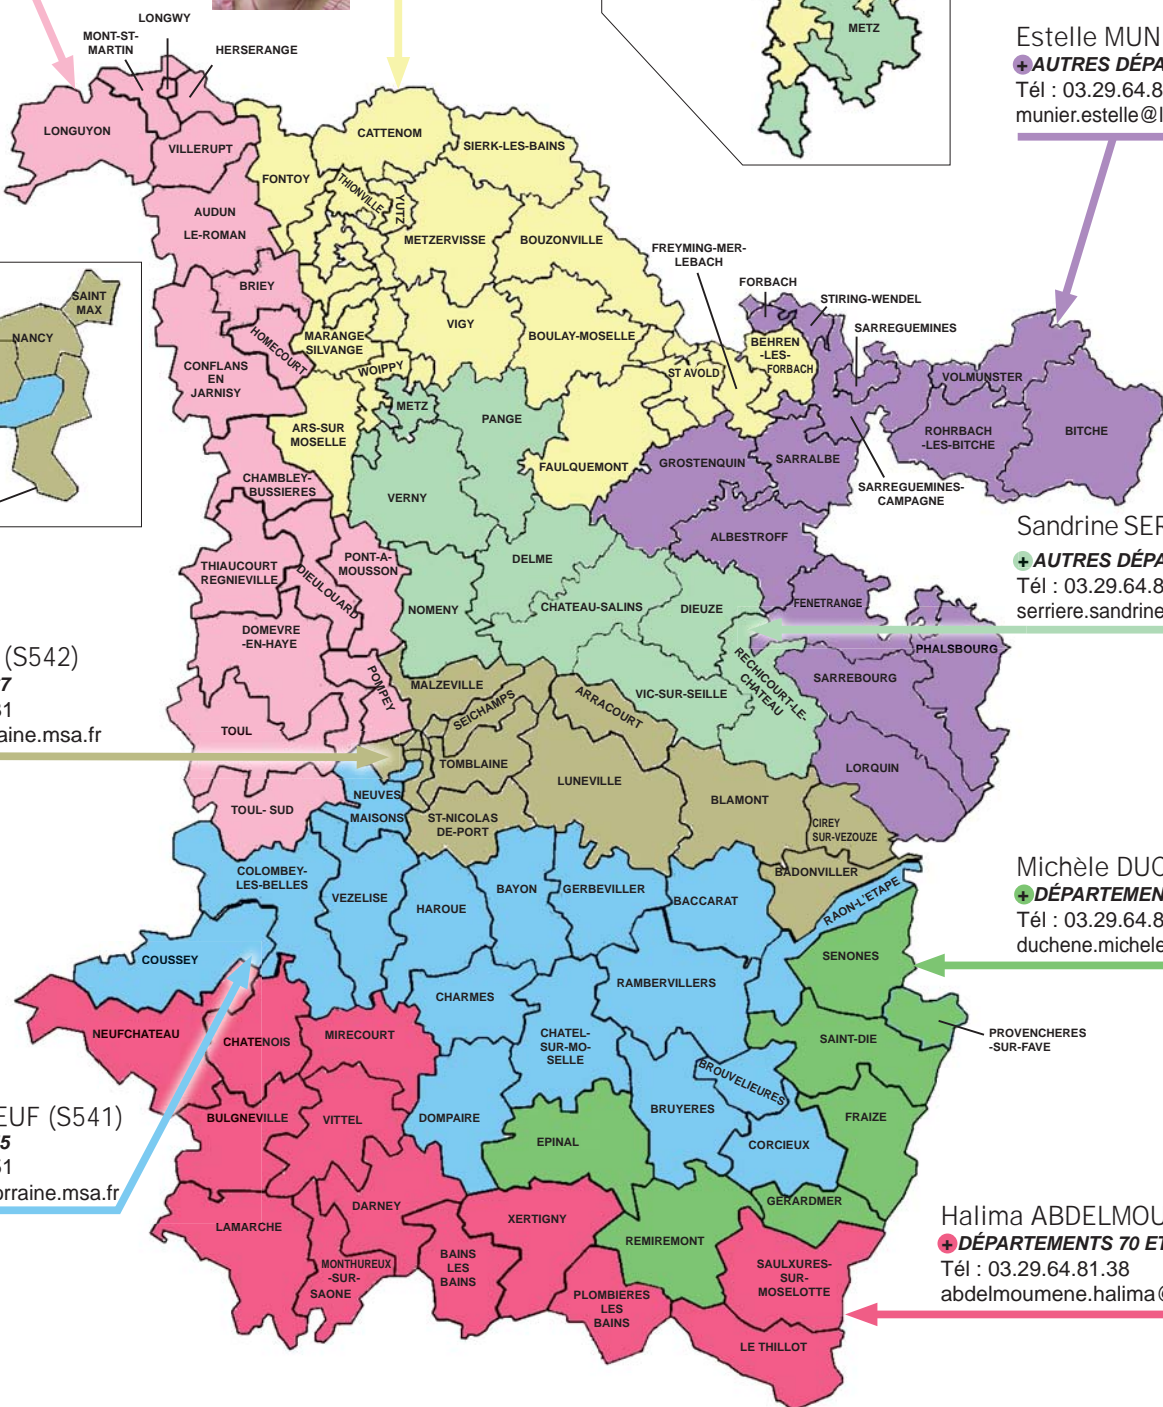 LONGWY
MONT-ST-
MARTIN
HERSERANGE
LONGUYON
VILLERUPT
CATTENOM
SIERK-LES-BAINS
FONTOY
THIONVILLE
YUTZ
AUDUN
LE-ROMAN
METZERVISSE
BOUZONVILLE
FREYMING-MER-
LEBACH
METZ
Estelle MUN
+ AUTRES DÉPA
Tél : 03.29.64.8
munier.estelle@l
SAINT
MAX
NANCY
BRIEY
HOMECOURT
MARANGE
SILVANGE
VIGY
BOULAY-MOSELLE
WOIPPY
FORBACH
STIRING-WENDEL
SARREGUEMINES
BEHREN
-LES-
FORBACH
ST AVOLD
VOLMUNSTER
CONFLANS
EN
JARNISY
METZ
PANGE
ARS-SUR
MOSELLE
ROHRBACH
-LES-BITCHE
BITCHE
FAULQUEMONT
GROSTENQUIN
SARRALBE
SARREGUEMINES-
CAMPAGNE
CHAMBLEY-
BUSSIERES
VERNY
ALBESTROFF
Sandrine SER
+ AUTRES DÉPA
Tél : 03.29.64.8
serriere.sandrine
THIAUCOURT
REGNIEVILLE
PONT-A-
MOUSSON
DIEULOUARD
DELME
NOMENY
CHATEAU-SALINS
DIEUZE
FENETRANGE
DOMEVRE
-EN-HAYE
PHALSBOURG
RECHICOURT-LE-
CHATEAU
SARREBOURG
(S542)
7
1
aine.msa.fr
POMPEY
MALZEVILLE
SEICHAMPS
ARRACOURT
VIC-SUR-SEILLE
TOUL
TOMBLAINE
LUNEVILLE
LORQUIN
NEUVES
MAISONS
BLAMONT
TOUL- SUD
ST-NICOLAS
DE-PORT
CIREY
SUR-VEZOUZE
BADONVILLER
COLOMBEY-
LES-BELLES
VEZELISE
HAROUE
BAYON
GERBEVILLER
BACCARAT
RAON-L'ETAPE
Michèle DUC
+ DÉPARTEMEN
Tél : 03.29.64.8
duchene.michele
COUSSEY
SENONES
CHARMES
RAMBERVILLERS
NEUFCHATEAU
CHATENOIS
MIRECOURT
CHATEL-
SUR-MO-
SELLE
SAINT-DIE
PROVENCHERES
-SUR-FAVE
BROUVELIEURES
EUF (S541)
5
51
orraine.msa.fr
BULGNEVILLE
VITTEL
DOMPAIRE
BRUYERES
FRAIZE
EPINAL
CORCIEUX
GERARDMER
LAMARCHE
DARNEY
XERTIGNY
REMIREMONT
MONTHUREUX
-SUR-
SAONE
BAINS
LES
BAINS
SAULXURES-
SUR-
MOSELOTTE
PLOMBIERES
LES
BAINS
LE THILLOT
Halima ABDELMOU
+ DÉPARTEMENTS 70 ET
Tél : 03.29.64.81.38
abdelmoumene.halima@